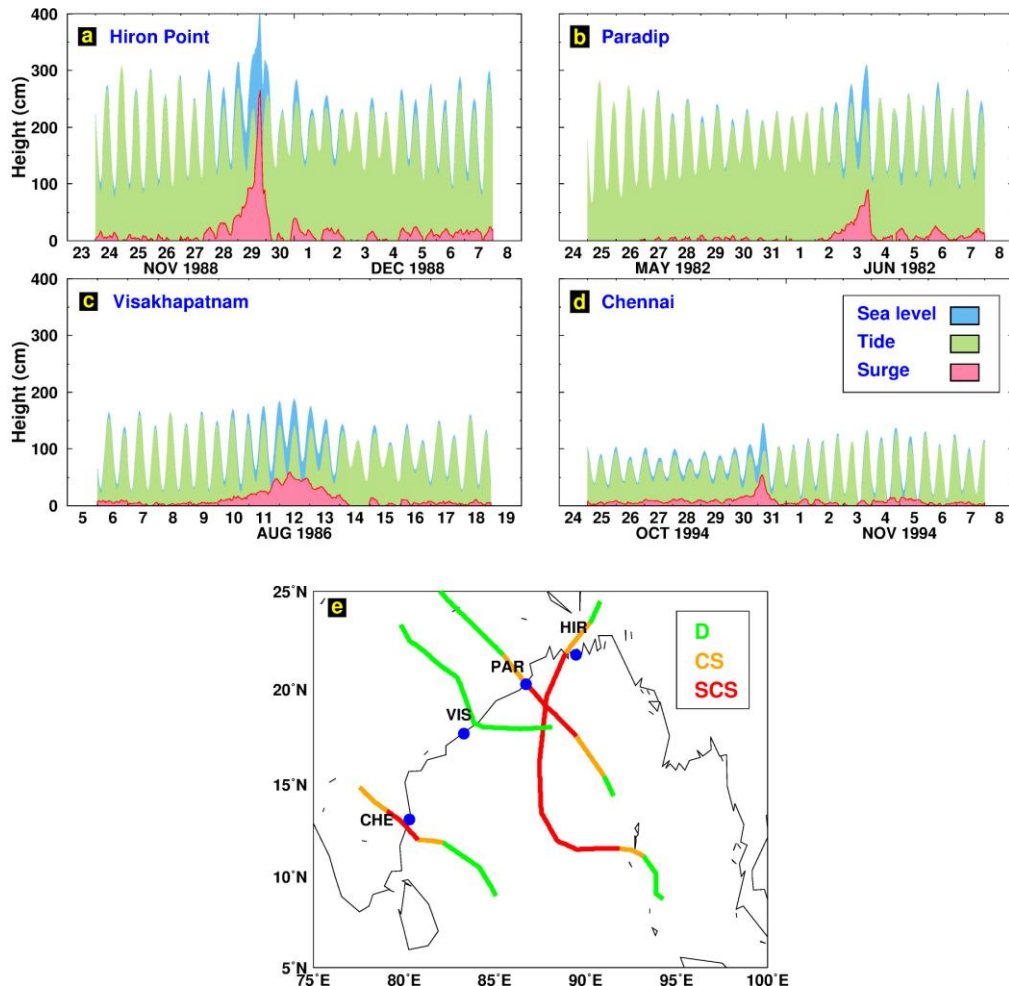 a Hiron Point
b Paradip
400
300
200
100
0
Height (cm)
23 24 25 26 27 28 29 30 1 2 3 4 5 6 7 8
NOV 1988 DEC 1988
24 25 26 27 28 29 30 31 1 2 3 4 5 6 7 8
MAY 1982 JUN 1982
c Visakhapatnam
d Chennai
400
300
200
100
0
Height (cm)
Sea level
Tide
Surge
5 6 7 8 9 10 11 12 13 14 15 16 17 18 19
AUG 1986
24 25 26 27 28 29 30 31 1 2 3 4 5 6 7 8
OCT 1994 NOV 1994
e
25°N
20°N
15°N
10°N
5°N
HIR
PAR
VIS
CHE
D
CS
SCS
75°E 80°E 85°E 90°E 95°E 100°E